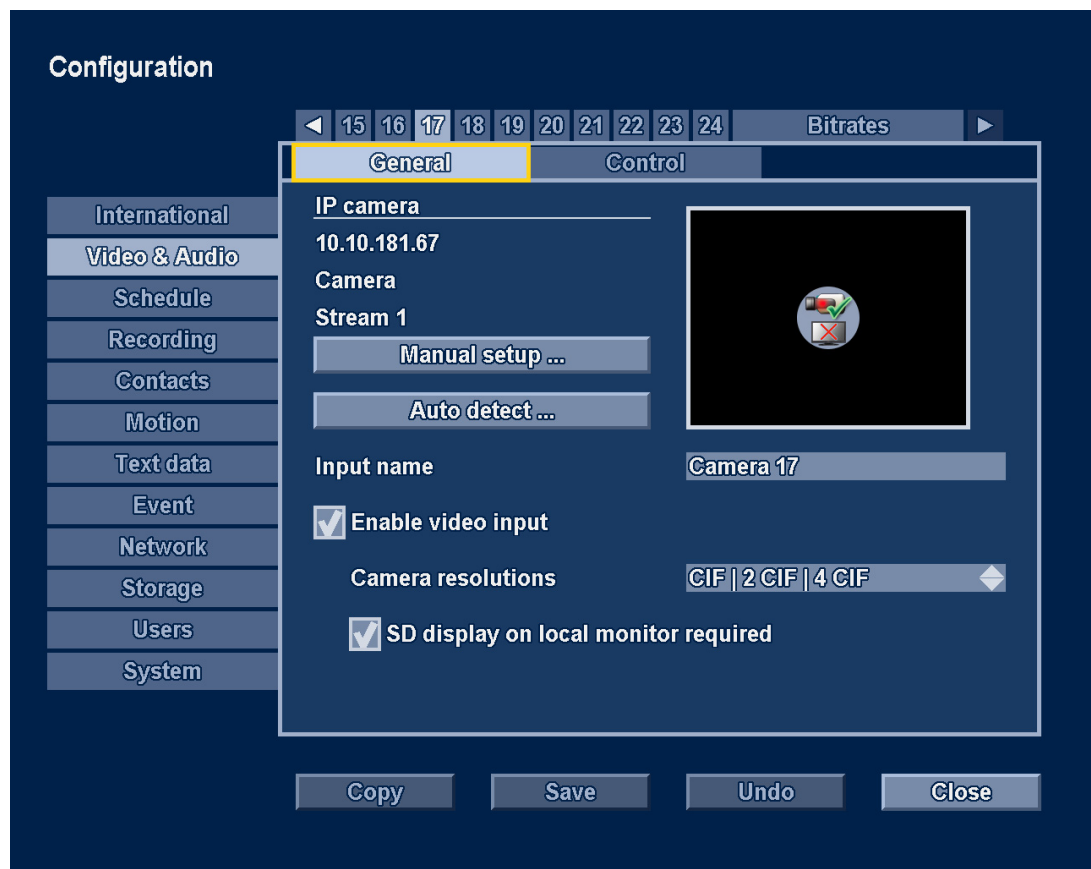 Configuration
15 16 17 18 19 20 21 22 23 24 Bitrates
General Control
International
Video & Audio
Schedule
Recording
Contacts
Motion
Text data
Event
Network
Storage
Users
System
IP camera
10.10.181.67
Camera
Stream 1
Manual setup ...
Auto detect ...
Input name Camera 17
Enable video input
Camera resolutions CIF | 2 CIF | 4 CIF
SD display on local monitor required
Copy Save Undo Close